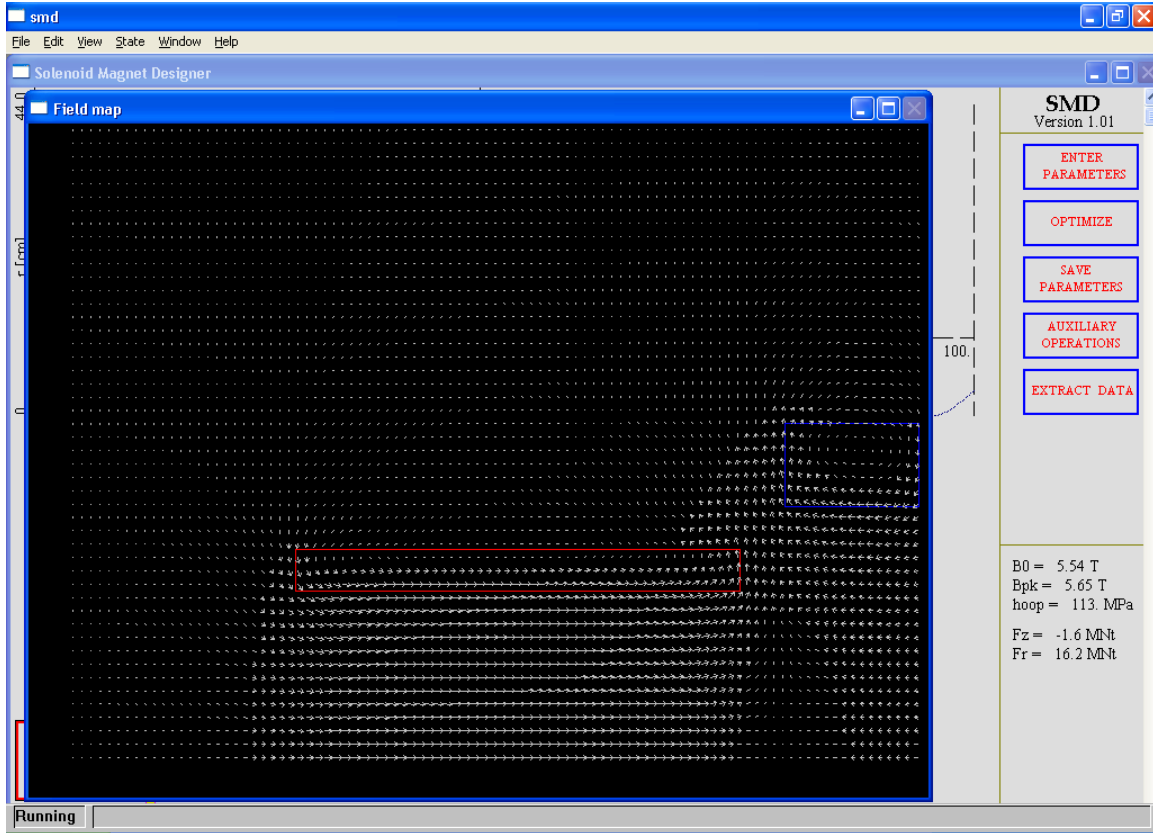 smd
File Edit View State Window Help
Solenoid Magnet Designer
Field map
44.0
r [cm]
0
100.
SMD
Version 1.01
ENTER
PARAMETERS
OPTIMIZE
SAVE
PARAMETERS
AUXILIARY
OPERATIONS
EXTRACT DATA
B0 = 5.54 T
Bpk = 5.65 T
hoop = 113. MPa
Fz = -1.6 MNt
Fr = 16.2 MNt
Running